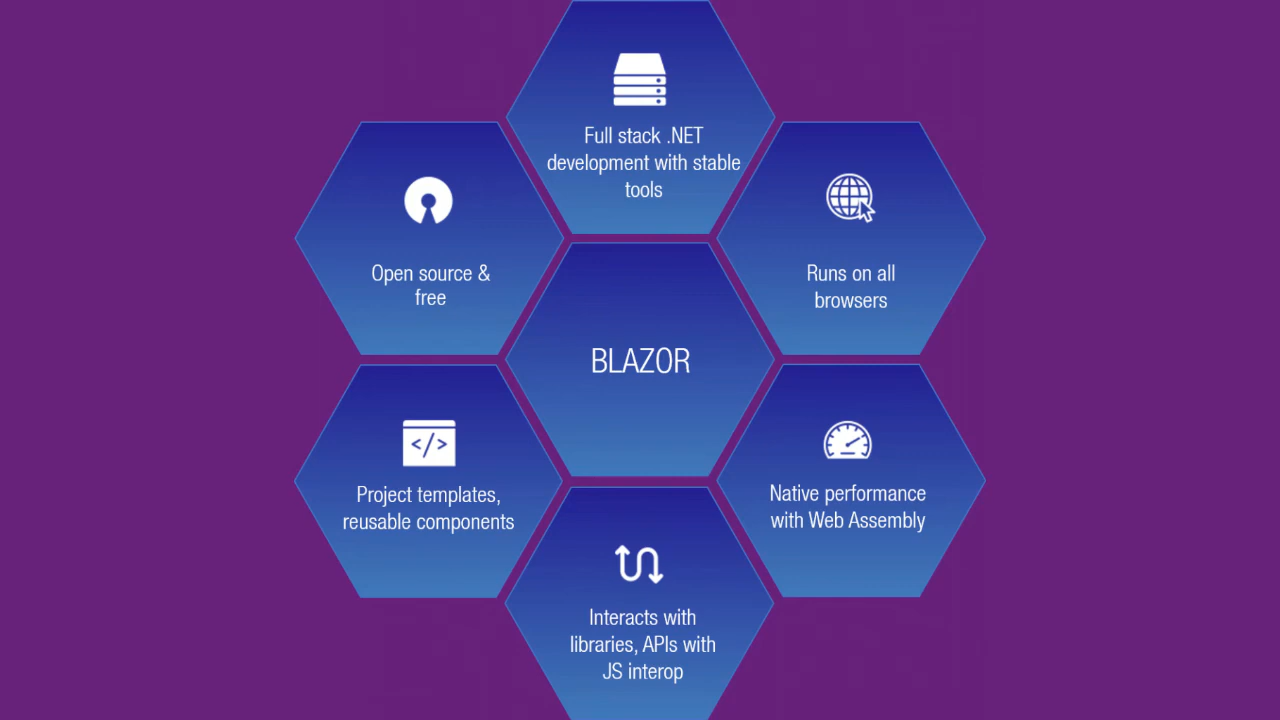 Full stack .NET
development with stable
tools
Open source &
free
Runs on all
browsers
BLAZOR
</>
Project templates,
reusable components
Native performance
with Web Assembly
Interacts with
libraries, APIs with
JS interop